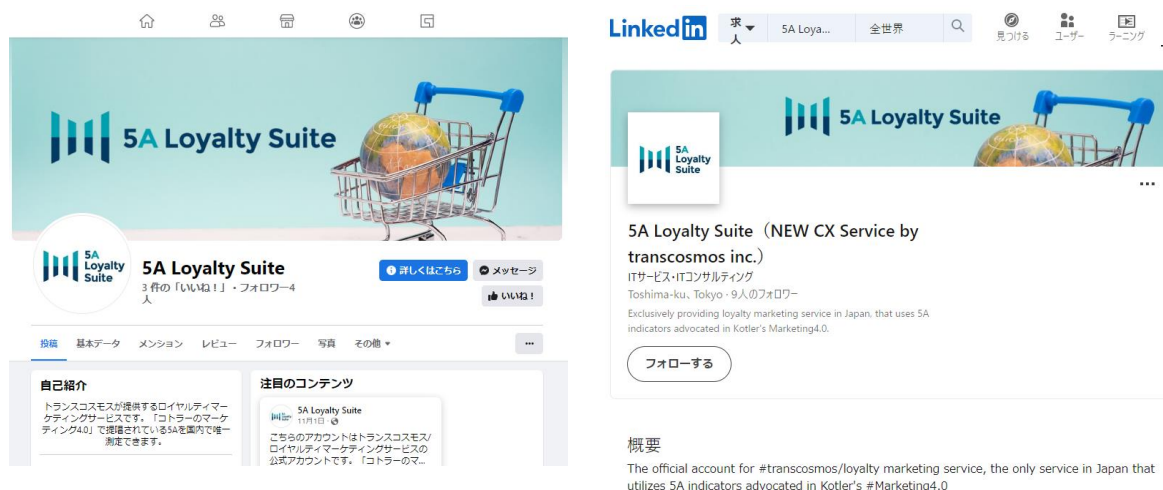 5A Loyalty Suite
5A
Loyalty
Suite
5A Loyalty Suite
3 件の「いいね！」・フォロワー4
人
詳しくはこちら
メッセージ
いいね！
投稿 基本データ メンション レビュー フォロワー 写真 その他
自己紹介
トランスコスモスが提供するロイヤルティマー
ケティングサービスです。「コトラーのマーケ
ティング4.0」で提唱されている5Aを国内で唯一
測定できます。
注目のコンテンツ
5A Loyalty Suite
11月1日
こちらのアカウントはトランスコスモス/
ロイヤルティマーケティングサービスの
公式アカウントです。「コトラーのマ...
Linked in
求
人
5A Loya...
全世界
見つける
ユーザー
ラーニング
5A Loyalty Suite
5A
Loyalty
Suite
5A Loyalty Suite（NEW CX Service by
transcosmos inc.）
ITサービス・ITコンサルティング
Toshima-ku、Tokyo · 9人のフォロワー
Exclusively providing loyalty marketing service in Japan, that uses 5A
indicators advocated in Kotler's Marketing4.0.
フォローする
概要
The official account for #transcosmos/loyalty marketing service, the only service in Japan that
utilizes 5A indicators advocated in Kotler's #Marketing4.0